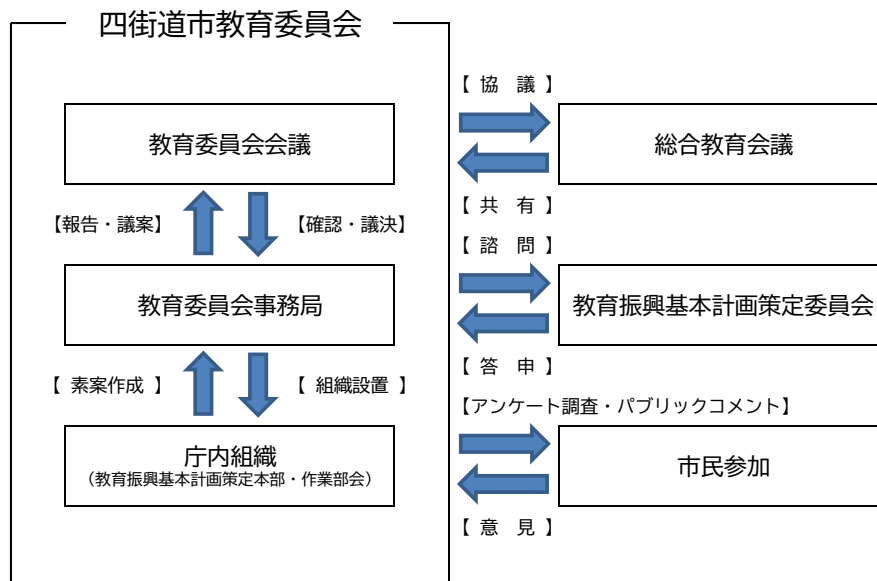 四街道市教育委員会
【 協　議 】
教育委員会会議
総合教育会議
【 共　有 】
【報告・議案】
【確認・議決】
【 諮　問 】
教育委員会事務局
教育振興基本計画策定委員会
【 答　申 】
【 素案作成 】
【 組織設置 】
【アンケート調査・パブリックコメント】
庁内組織
（教育振興基本計画策定本部・作業部会）
市民参加
【 意　見 】